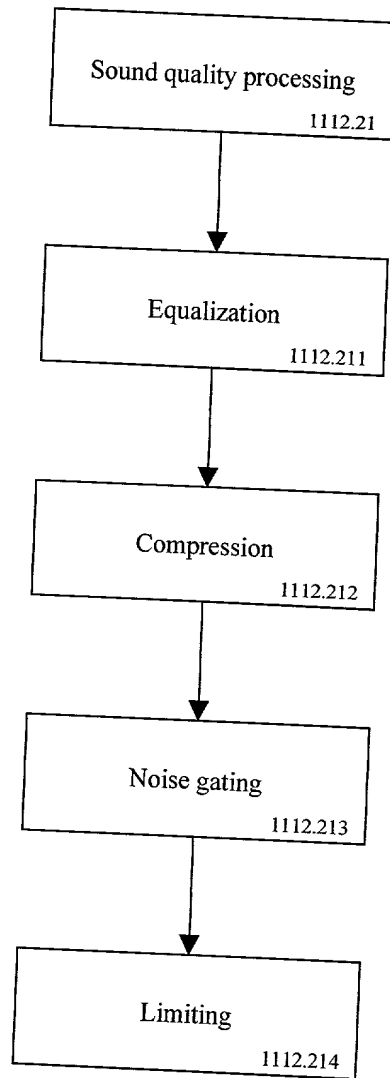 Sound quality processing
1112.21
Equalization
1112.211
Compression
1112.212
Noise gating
1112.213
Limiting
1112.214